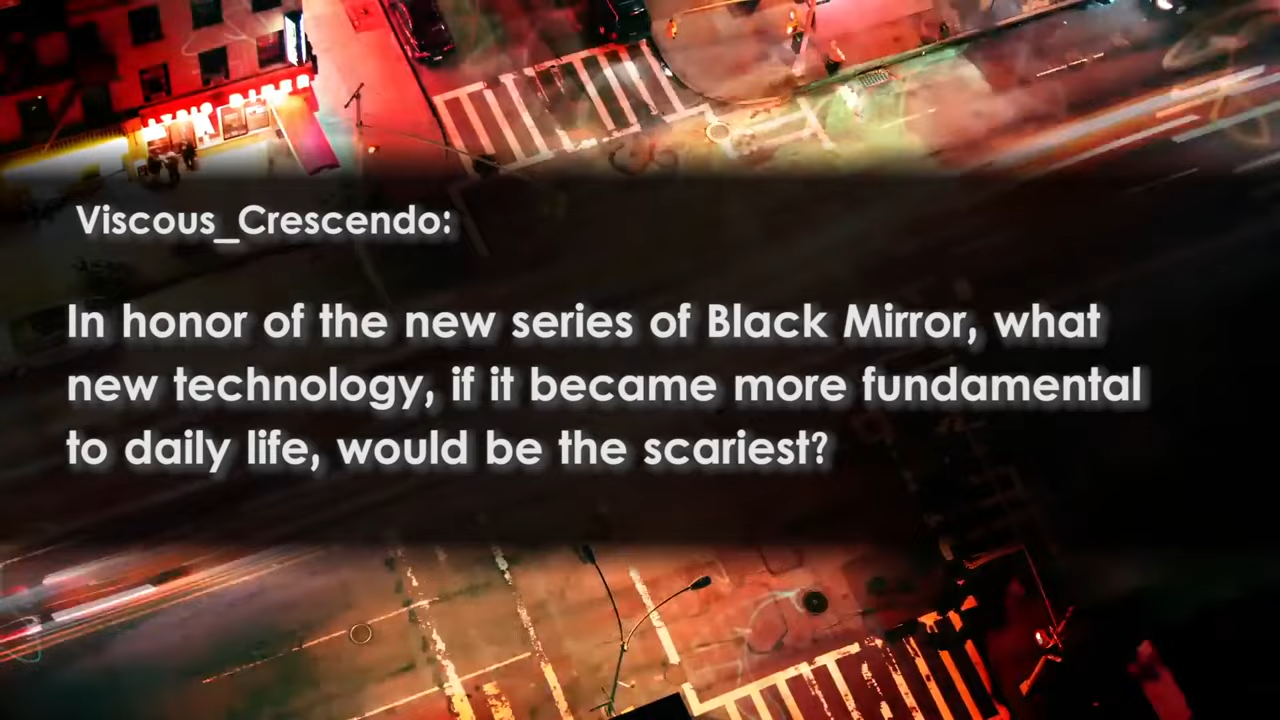 Viscous_Crescendo:
In honor of the new series of Black Mirror, what
new technology, if it became more fundamental
to daily life, would be the scariest?